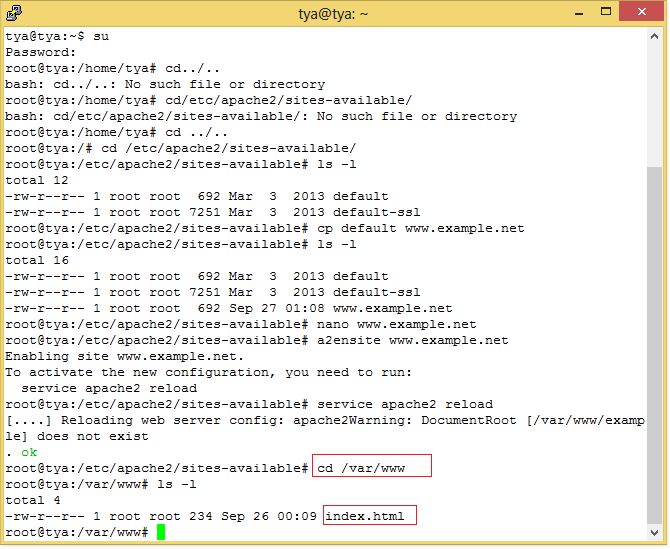 tya@tya: ~
tya@tya:~$ su
Password:
root@tya:/home/tya# cd../..
bash: cd../..: No such file or directory
root@tya:/home/tya# cd/etc/apache2/sites-available/
bash: cd/etc/apache2/sites-available/: No such file or directory
root@tya:/home/tya# cd ../..
root@tya:/# cd /etc/apache2/sites-available/
root@tya:/etc/apache2/sites-available# ls -l
total 12
-rw-r--r-- 1 root root  692 Mar  3  2013 default
-rw-r--r-- 1 root root 7251 Mar  3  2013 default-ssl
root@tya:/etc/apache2/sites-available# cp default www.example.net
root@tya:/etc/apache2/sites-available# ls -l
total 16
-rw-r--r-- 1 root root  692 Mar  3  2013 default
-rw-r--r-- 1 root root 7251 Mar  3  2013 default-ssl
-rw-r--r-- 1 root root  692 Sep 27 01:08 www.example.net
root@tya:/etc/apache2/sites-available# nano www.example.net
root@tya:/etc/apache2/sites-available# a2ensite www.example.net
Enabling site www.example.net.
To activate the new configuration, you need to run:
  service apache2 reload
root@tya:/etc/apache2/sites-available# service apache2 reload
[....] Reloading web server config: apache2Warning: DocumentRoot [/var/www/examp
le] does not exist
. ok
root@tya:/etc/apache2/sites-available# cd /var/www
root@tya:/var/www# ls -l
total 4
-rw-r--r-- 1 root root 234 Sep 26 00:09 index.html
root@tya:/var/www#